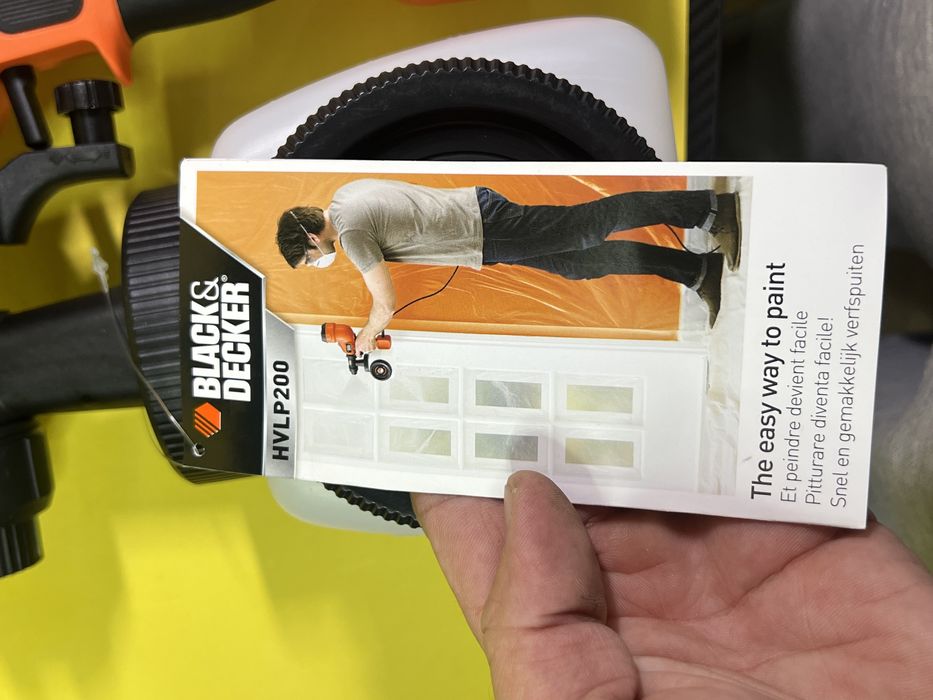 BLACK&
DECKER®
HVLP200
The easy way to paint
Et peindre devient facile
Pitturare diventa facile!
Snel en gemakkelijk verfspuiten